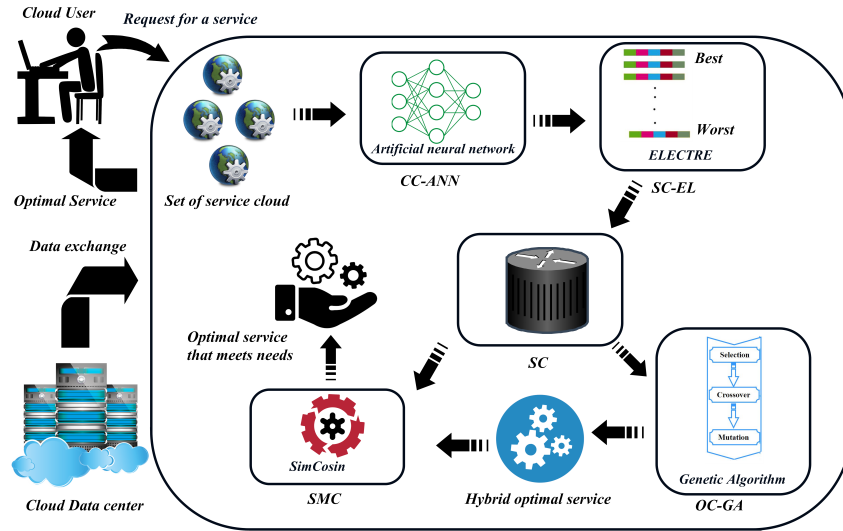 Cloud User
Request for a service
Best
Worst
ELECTRE
Artificial neural network
CC-ANN
SC-EL
Optimal Service
Set of service cloud
Data exchange
Optimal service
that meets needs
SC
Selection
Crossover
Mutation
Genetic Algorithm
SimCosin
Cloud Data center
SMC
Hybrid optimal service
OC-GA